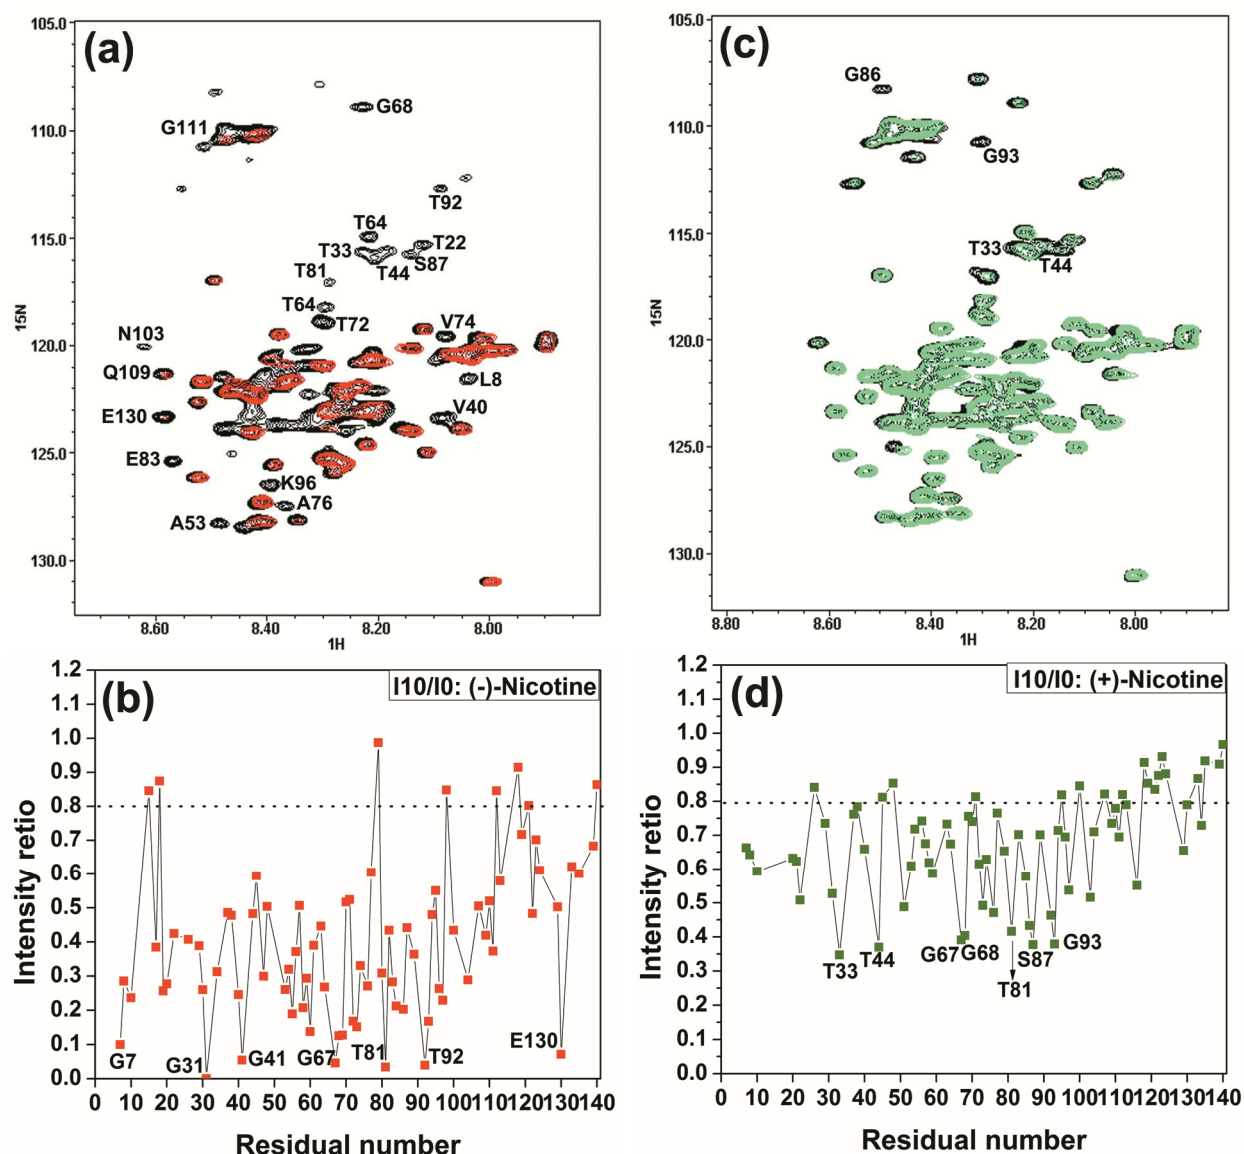 (a)
105.0
110.0
115.0
120.0
125.0
130.0
15N
G68
G111
T92
T64
T33
T22
T44
S87
T81
T64
T72
V74
N103
Q109
L8
E130
V40
E83
K96
A76
A53
8.60
8.40
8.20
8.00
1H
(c)
105.0
110.0
115.0
120.0
125.0
130.0
15N
G86
G93
T33
T44
8.80
8.60
8.40
8.20
8.00
1H
(b)
I10/I0: (-)-Nicotine
1.2
1.1
1.0
0.9
0.8
0.7
0.6
0.5
0.4
0.3
0.2
0.1
0.0
Intensity retio
G7
G31
G41
G67
T81
T92
E130
0 10 20 30 40 50 60 70 80 90 100 110 120 130 140
Residual number
(d)
I10/I0: (+)-Nicotine
1.2
1.1
1.0
0.9
0.8
0.7
0.6
0.5
0.4
0.3
0.2
0.1
0.0
Intensity retio
T33
T44
G67
G68
S87
G93
T81
0 10 20 30 40 50 60 70 80 90 100 110 120 130 140
Residual number